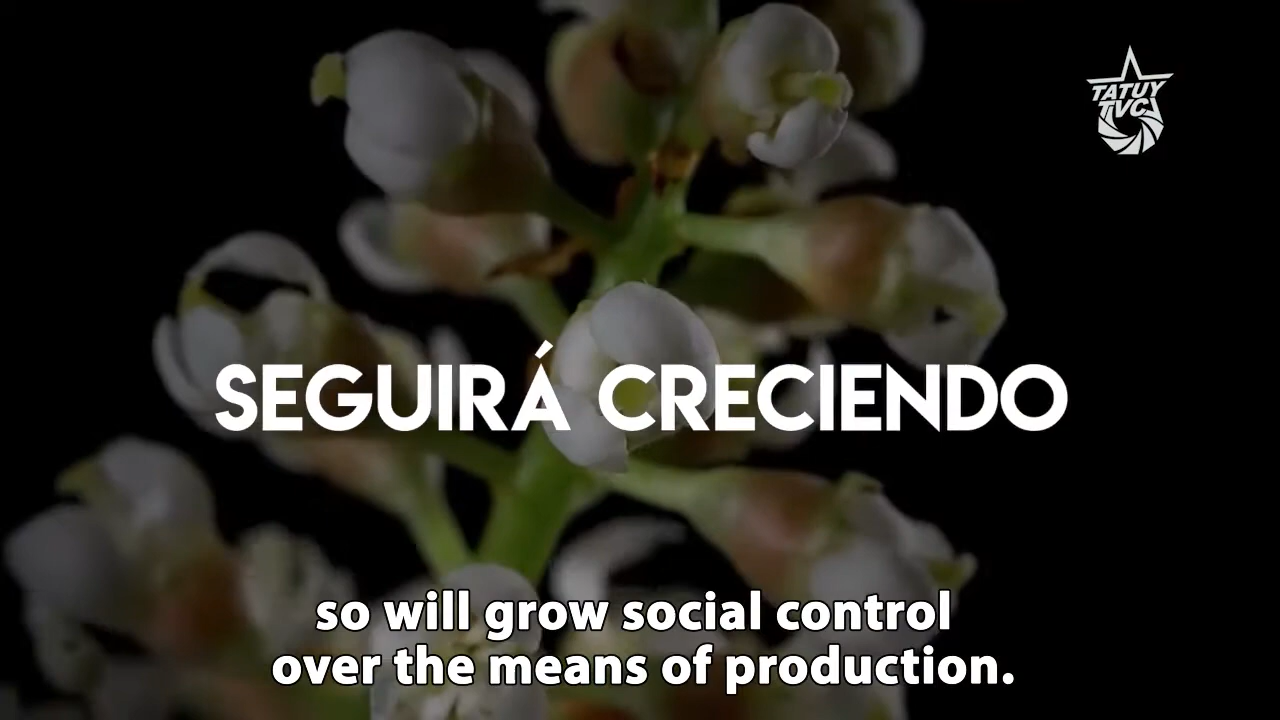 TATUY
TVC
SEGUIRÁ CRECIENDO
so will grow social control
over the means of production.